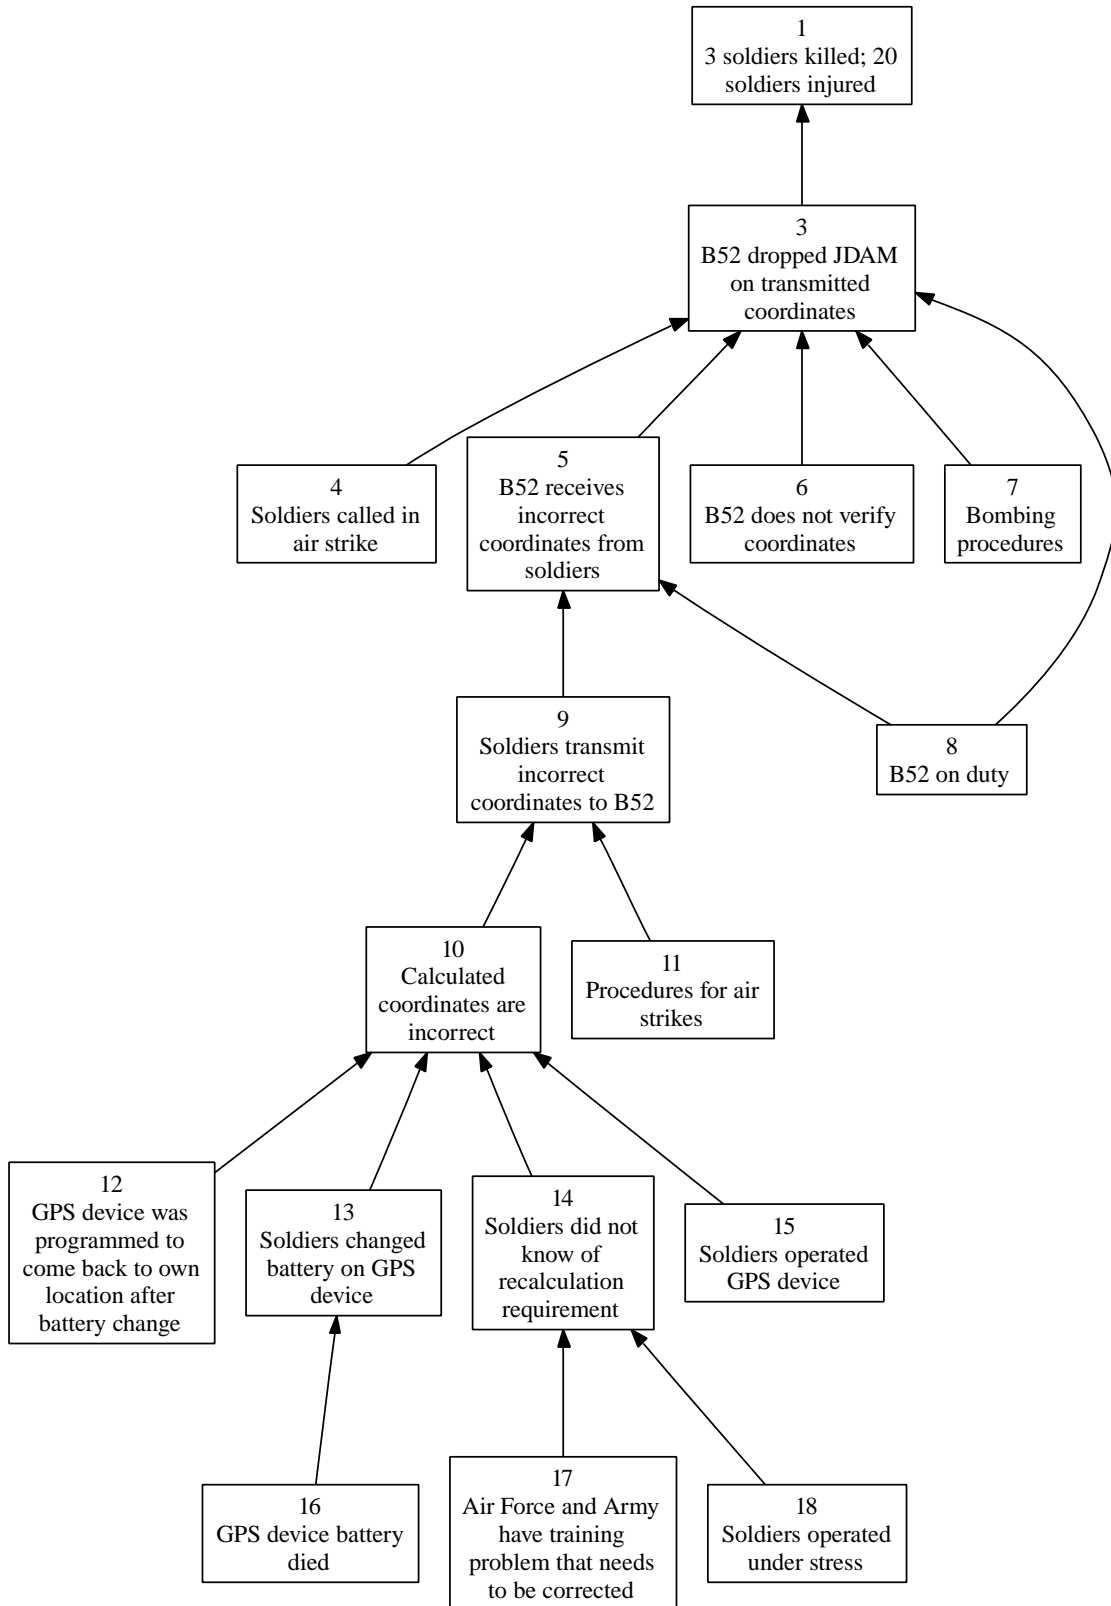 1
3 soldiers killed; 20
soldiers injured
3
B52 dropped JDAM
on transmitted
coordinates
4
Soldiers called in
air strike
5
B52 receives
incorrect
coordinates from
soldiers
6
B52 does not verify
coordinates
7
Bombing
procedures
9
Soldiers transmit
incorrect
coordinates to B52
8
B52 on duty
10
Calculated
coordinates are
incorrect
11
Procedures for air
strikes
12
GPS device was
programmed to
come back to own
location after
battery change
13
Soldiers changed
battery on GPS
device
14
Soldiers did not
know of
recalculation
requirement
15
Soldiers operated
GPS device
16
GPS device battery
died
17
Air Force and Army
have training
problem that needs
to be corrected
18
Soldiers operated
under stress